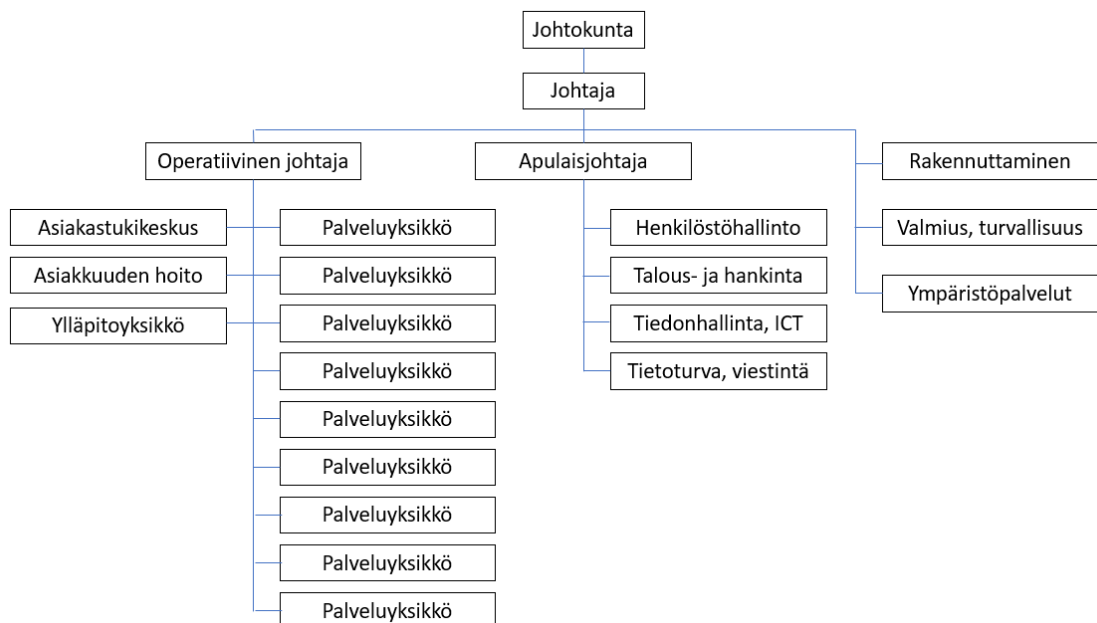 Johtokunta
Johtaja
Operatiivinen johtaja
Apulaisjohtaja
Rakennuttaminen
Asiakastukikeskus
Palveluyksikkö
Henkilöstöhallinto
Valmius, turvallisuus
Asiakkuuden hoito
Palveluyksikkö
Talous- ja hankinta
Ympäristöpalvelut
Ylläpitoyksikkö
Palveluyksikkö
Tiedonhallinta, ICT
Palveluyksikkö
Tietoturva, viestintä
Palveluyksikkö
Palveluyksikkö
Palveluyksikkö
Palveluyksikkö
Palveluyksikkö